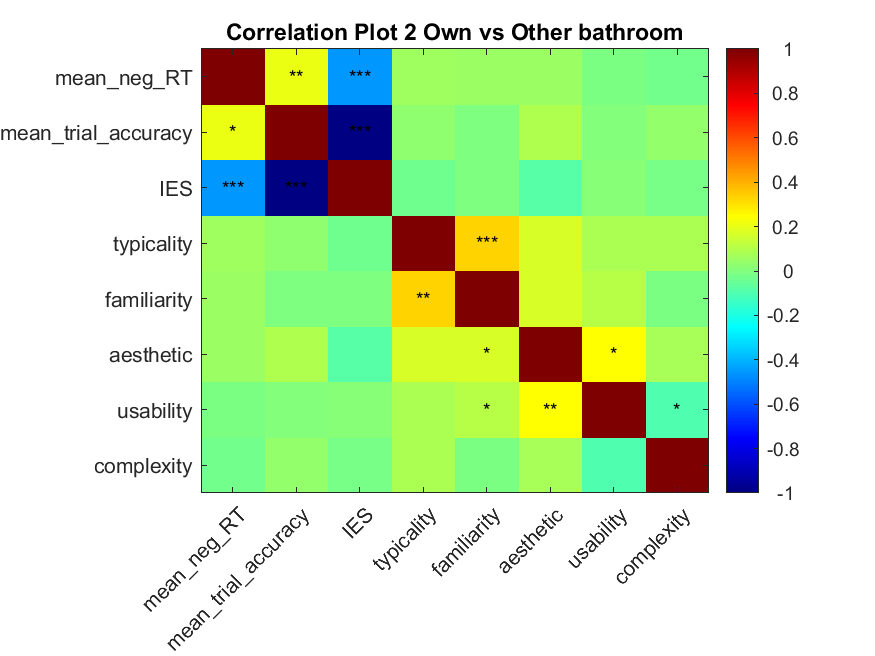 Correlation Plot 2 Own vs Other bathroom
mean_neg_RT
** ***
mean_trial_accuracy
* ***
IES
*** ***
typicality
***
familiarity
**
aesthetic
* *
usability
* ** *
complexity
1
0.8
0.6
0.4
0.2
0
-0.2
-0.4
-0.6
-0.8
-1
mean_neg_RT
mean_trial_accuracy
IES
typicality
familiarity
aesthetic
usability
complexity